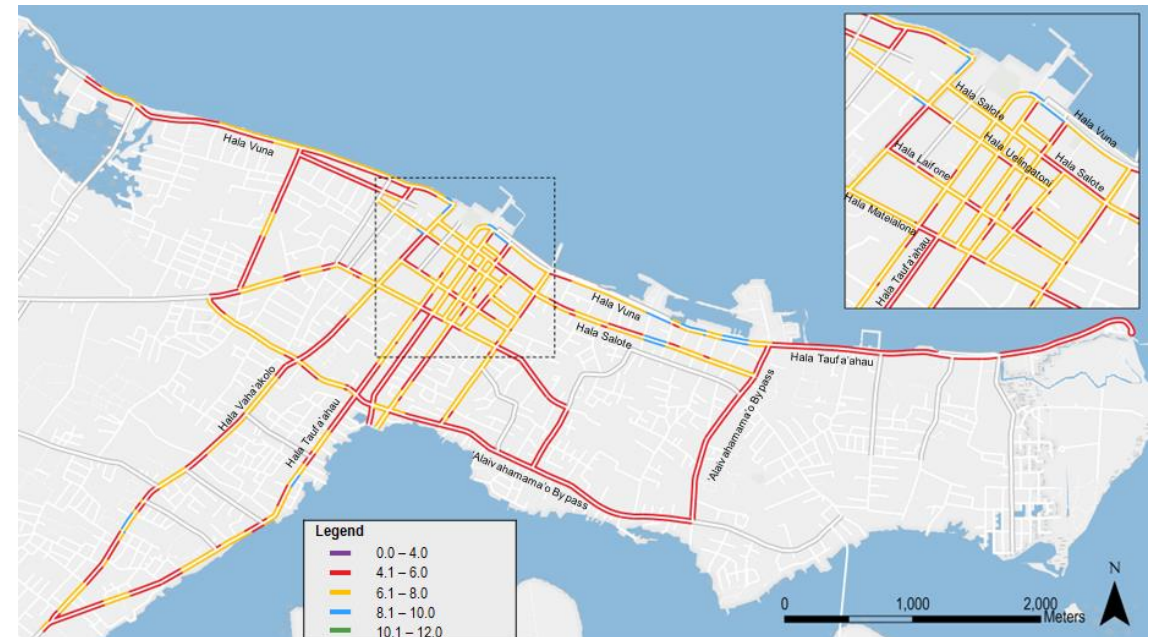 Hala Vuna
Hala Vaha'akolo
Hala Taufa'ahau
'Alaivahamama'o Bypass
Hala Vuna
Hala Salote
Hala Taufa'ahau
'Alaivahamama'o Bypass
Hala Salote
Hala Vuna
Hala Uelingatoni
Hala Salote
Hala Laifone
Hala Mateialona
Hala Taufa'ahau
Legend
0.0 – 4.0
4.1 – 6.0
6.1 – 8.0
8.1 – 10.0
10.1 – 12.0
N
0 1,000 2,000
Meters